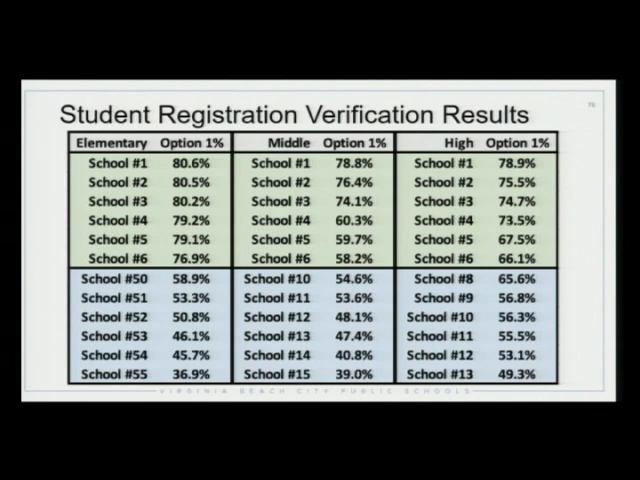 76
Student Registration Verification Results
Elementary Option 1% Middle Option 1% High Option 1%
School #1 80.6% School #1 78.8% School #1 78.9%
School #2 80.5% School #2 76.4% School #2 75.5%
School #3 80.2% School #3 74.1% School #3 74.7%
School #4 79.2% School #4 60.3% School #4 73.5%
School #5 79.1% School #5 59.7% School #5 67.5%
School #6 76.9% School #6 58.2% School #6 66.1%
School #50 58.9% School #10 54.6% School #8 65.6%
School #51 53.3% School #11 53.6% School #9 56.8%
School #52 50.8% School #12 48.1% School #10 56.3%
School #53 46.1% School #13 47.4% School #11 55.5%
School #54 45.7% School #14 40.8% School #12 53.1%
School #55 36.9% School #15 39.0% School #13 49.3%
VIRGINIA BEACH CITY PUBLIC SCHOOLS